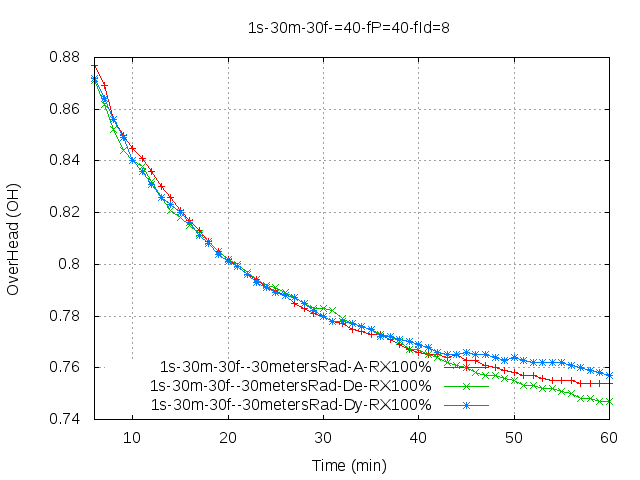 1s-30m-30f-=40-fP=40-fId=8
OverHead (OH)
0.88
0.86
0.84
0.82
0.8
0.78
0.76
0.74
1s-30m-30f--30metersRad-A-RX100%
1s-30m-30f--30metersRad-De-RX100%
1s-30m-30f--30metersRad-Dy-RX100%
10 20 30 40 50 60
Time (min)